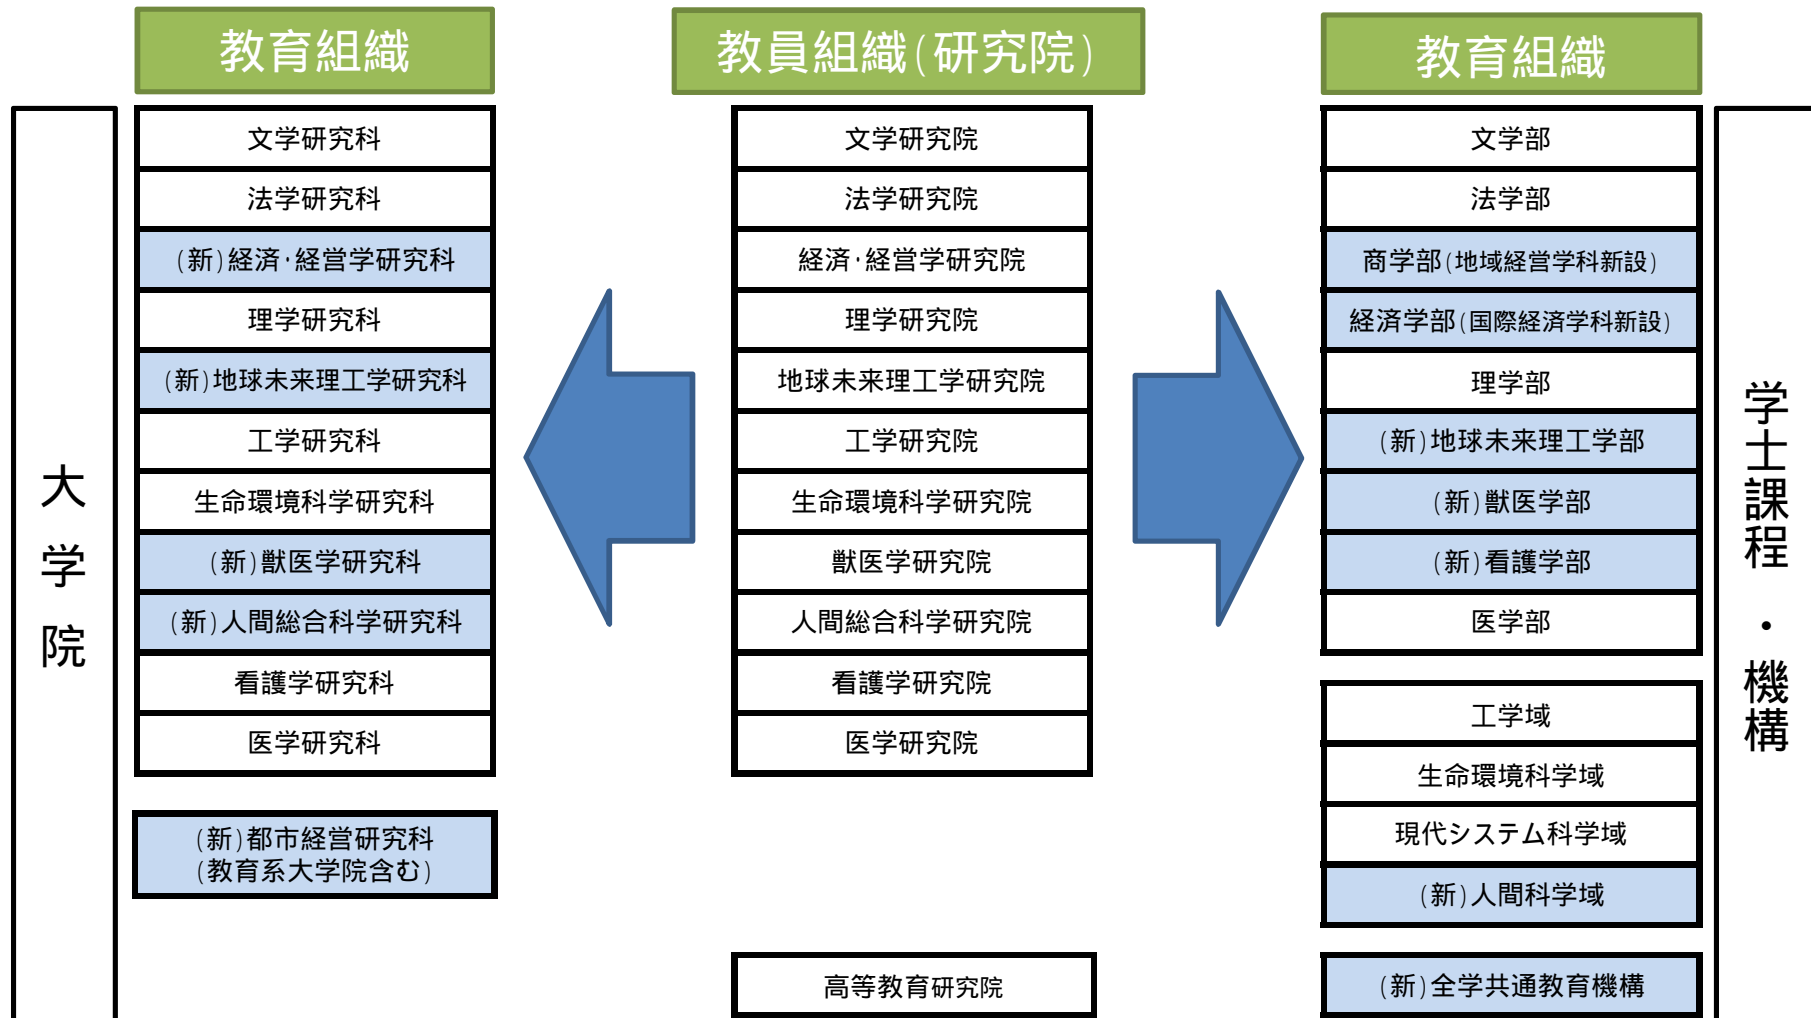 教育組織
教員組織(研究院)
教育組織
大学院
文学研究科
法学研究科
(新)経済･経営学研究科
理学研究科
(新)地球未来理工学研究科
工学研究科
生命環境科学研究科
(新)獣医学研究科
(新)人間総合科学研究科
看護学研究科
医学研究科
(新)都市経営研究科
(教育系大学院含む)
文学研究院
法学研究院
経済･経営学研究院
理学研究院
地球未来理工学研究院
工学研究院
生命環境科学研究院
獣医学研究院
人間総合科学研究院
看護学研究院
医学研究院
高等教育研究院
文学部
法学部
商学部(地域経営学科新設)
経済学部(国際経済学科新設)
理学部
(新)地球未来理工学部
(新)獣医学部
(新)看護学部
医学部
工学域
生命環境科学域
現代システム科学域
(新)人間科学域
(新)全学共通教育機構
学士課程・機構